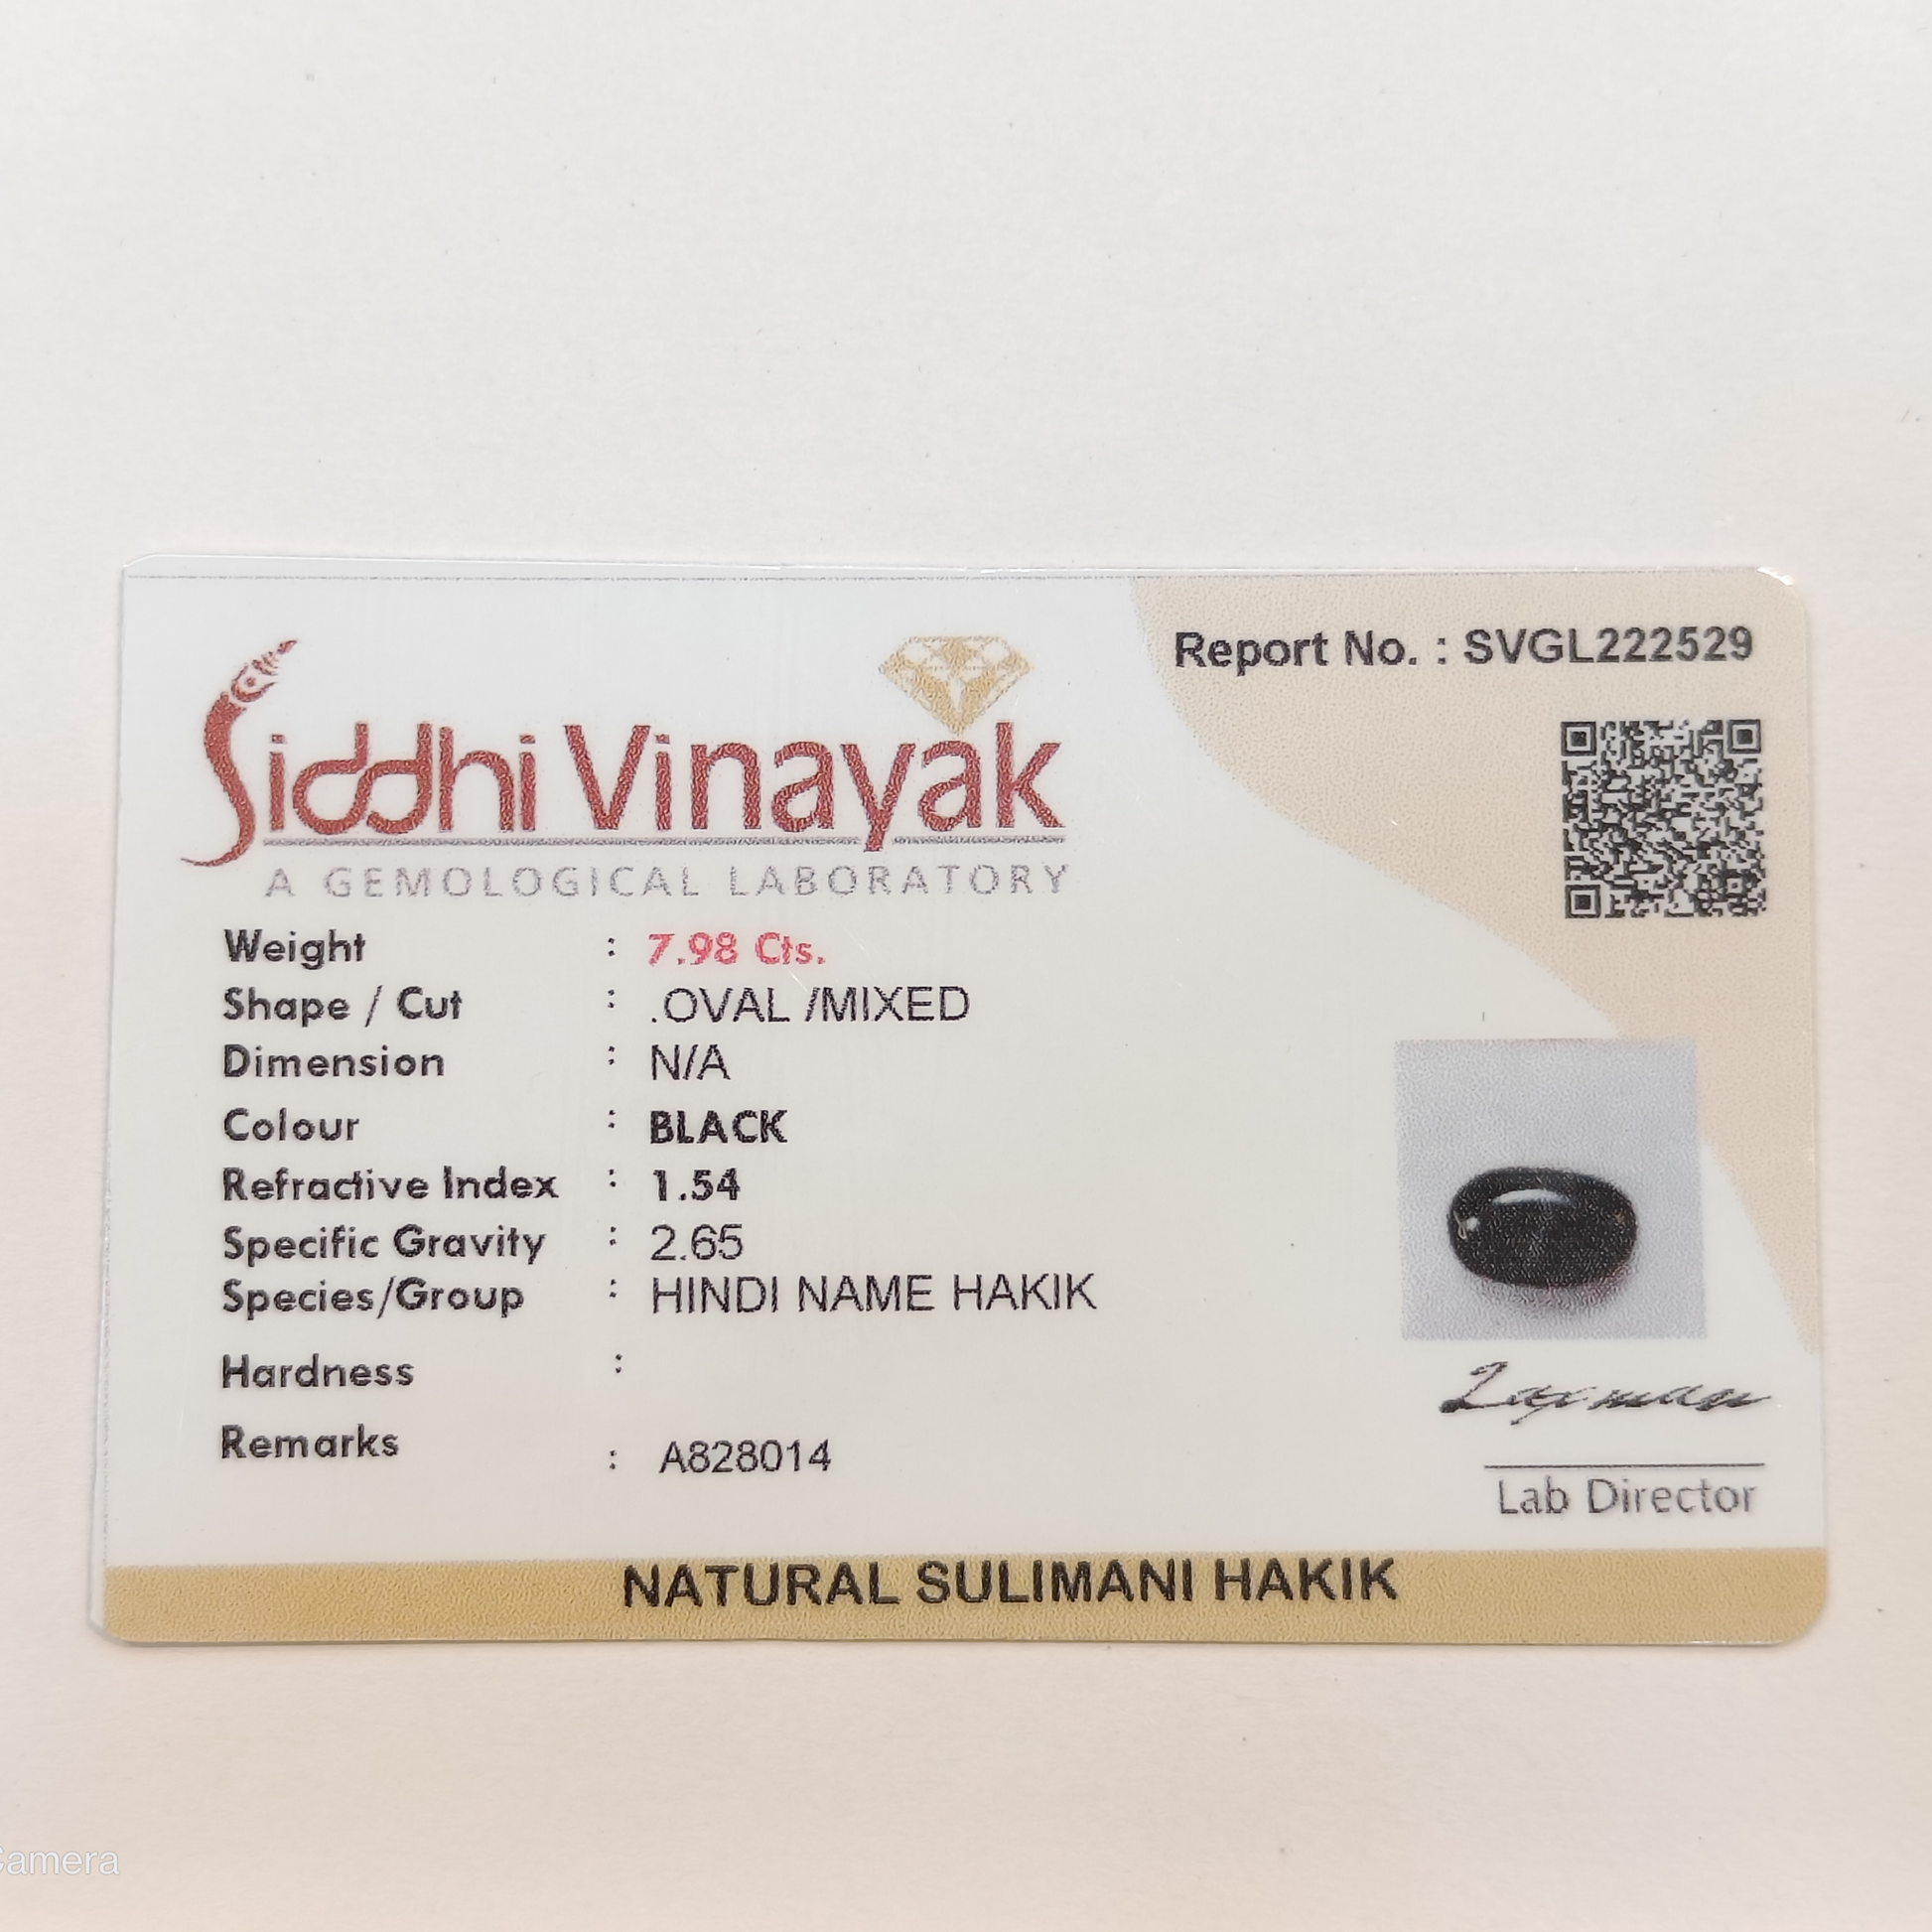 Report No. : SVGL222529
Siddhi Vinayak
A GEMOLOGICAL LABORATORY
Weight : 7.98 Cts.
Shape / Cut : .OVAL /MIXED
Dimension : N/A
Colour : BLACK
Refractive Index : 1.54
Specific Gravity : 2.65
Species/Group : HINDI NAME HAKIK
Hardness :
Remarks : A828014
Laxman
Lab Director
NATURAL SULIMANI HAKIK
Camera